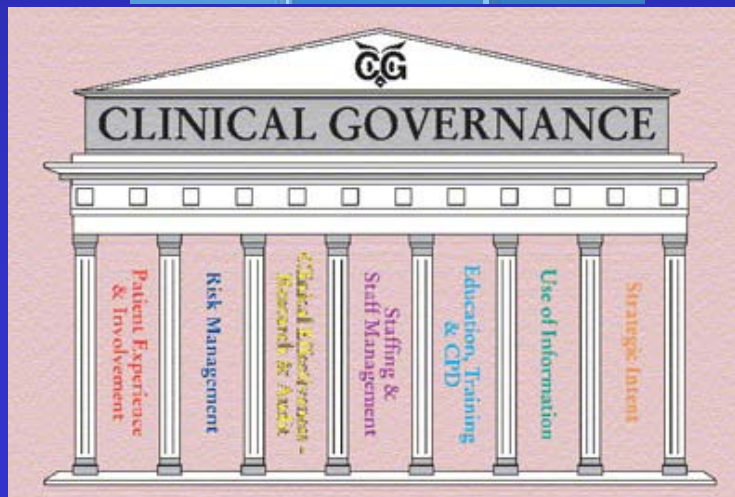 CG
CLINICAL GOVERNANCE
Patient Experience
& Involvement
Risk Management
Clinical Effectiveness -
Research & Audit
Staffing &
Staff Management
Education, Training
& CPD
Use of Information
Strategic Intent